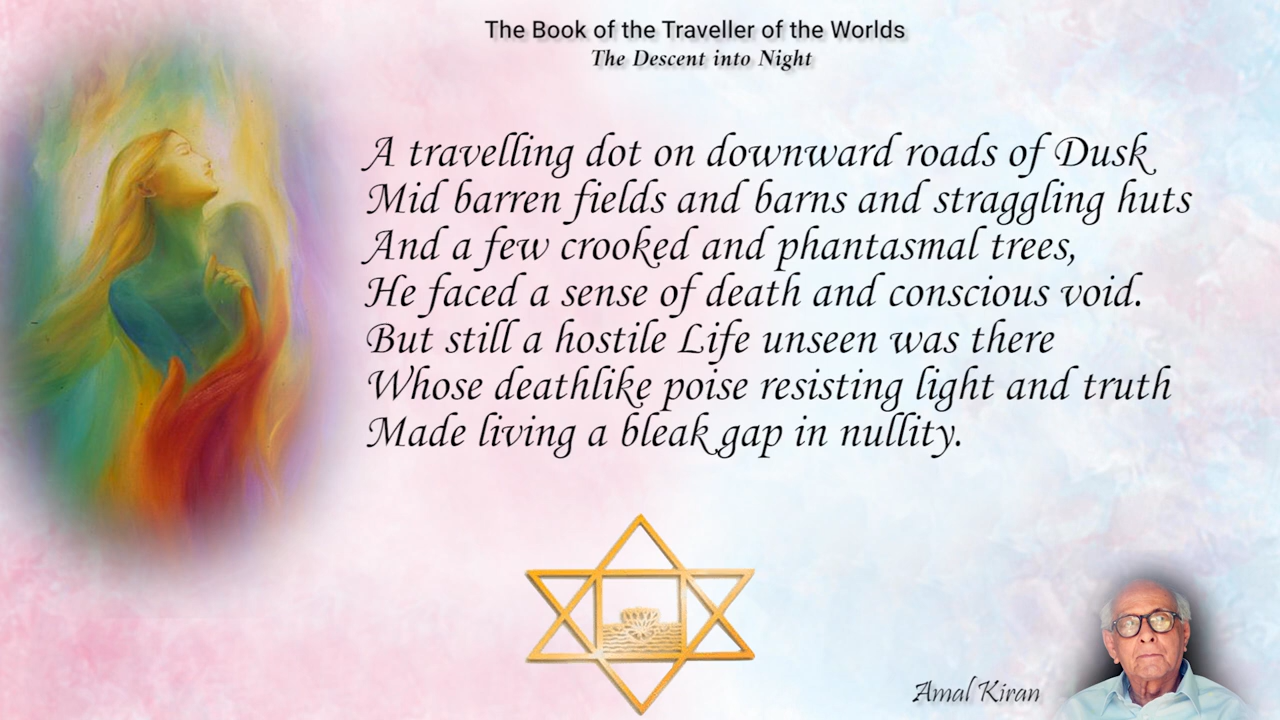 The Book of the Traveller of the Worlds
The Descent into Night
A travelling dot on downward roads of Dusk
Mid barren fields and barns and straggling huts
And a few crooked and phantasmal trees,
He faced a sense of death and conscious void.
But still a hostile Life unseen was there
Whose deathlike poise resisting light and truth
Made living a bleak gap in nullity.
Amal Kiran